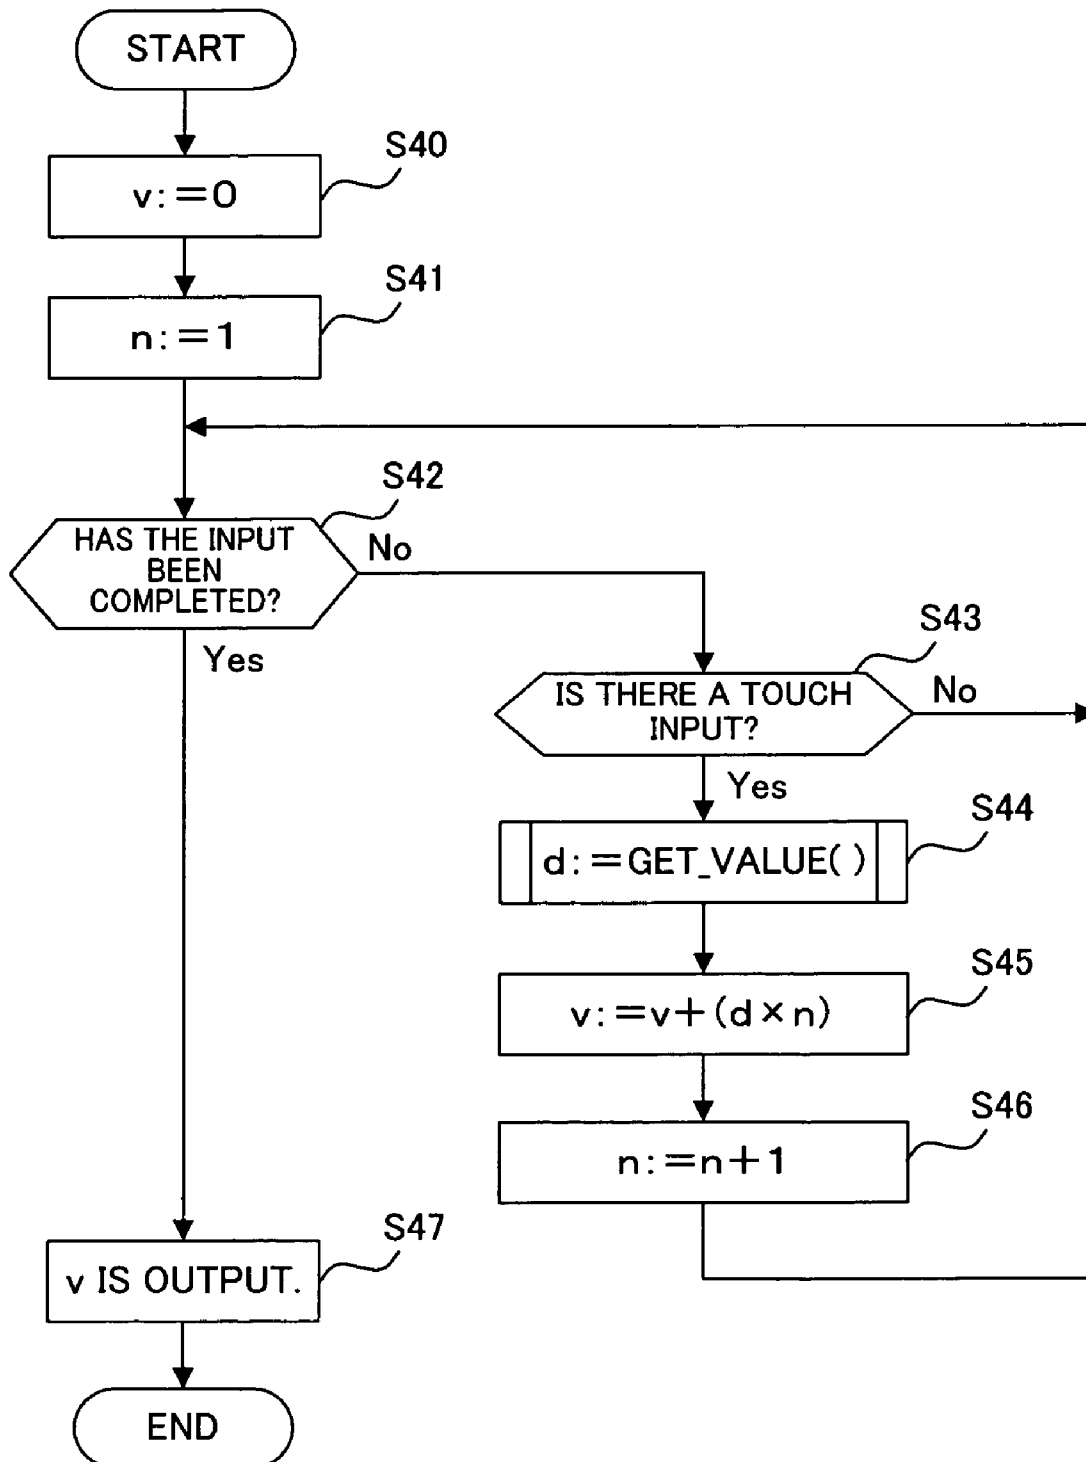 START
S40
v:=0
S41
n:=1
S42
HAS THE INPUT
BEEN
COMPLETED?
No
Yes
S43
IS THERE A TOUCH
INPUT?
No
Yes
S44
d:=GET_VALUE( )
S45
v:=v+(d×n)
S46
n:=n+1
S47
v IS OUTPUT.
END